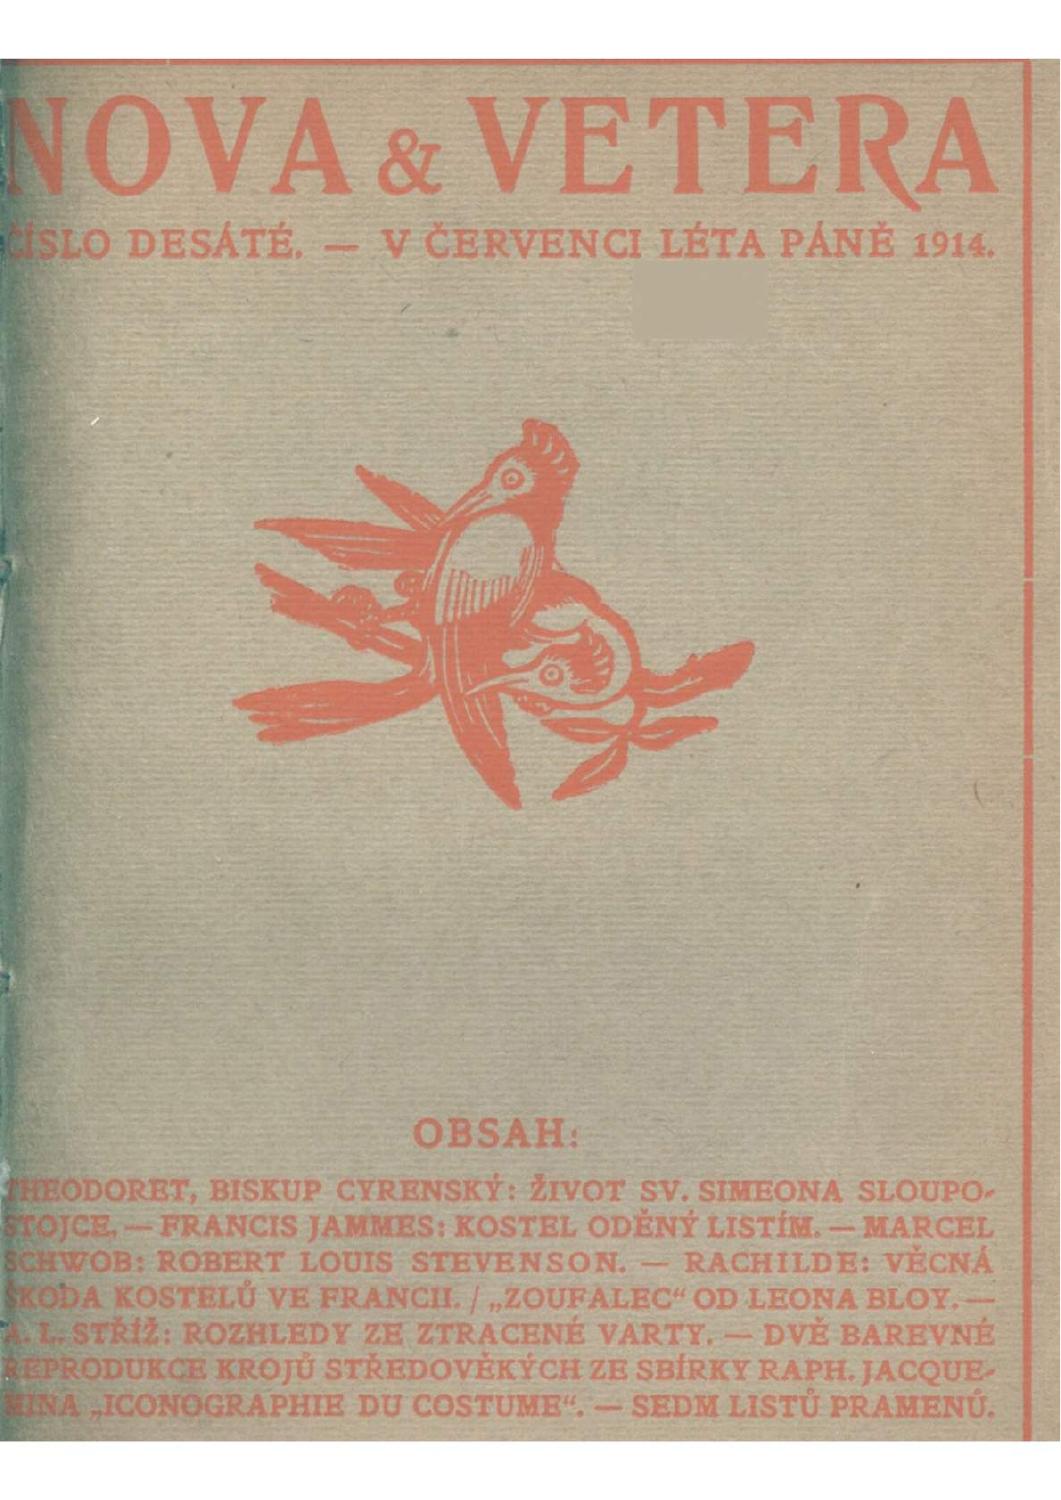 NOVA & VETERA
ČÍSLO DESÁTÉ. — V ČERVENCI LÉTA PÁNĚ 1914.
OBSAH:
THEODORET, BISKUP CYRENSKÝ: ŽIVOT SV. SIMEONA SLOUPO-
STOJCE. — FRANCIS JAMMES: KOSTEL ODĚNÝ LISTÍM. — MARCEL
SCHWOB: ROBERT LOUIS STEVENSON. — RACHILDE: VĚCNÁ
ŠKODA KOSTELŮ VE FRANCII. / „ZOUFALEC“ OD LEONA BLOY. —
A. L. STŘÍŽ: ROZHLEDY ZE ZTRACENÉ VARTY. — DVĚ BAREVNÉ
REPRODUKCE KROJŮ STŘEDOVĚKÝCH ZE SBÍRKY RAPH. JACQUE-
MINA „ICONOGRAPHIE DU COSTUME“. — SEDM LISTŮ PRAMENŮ.